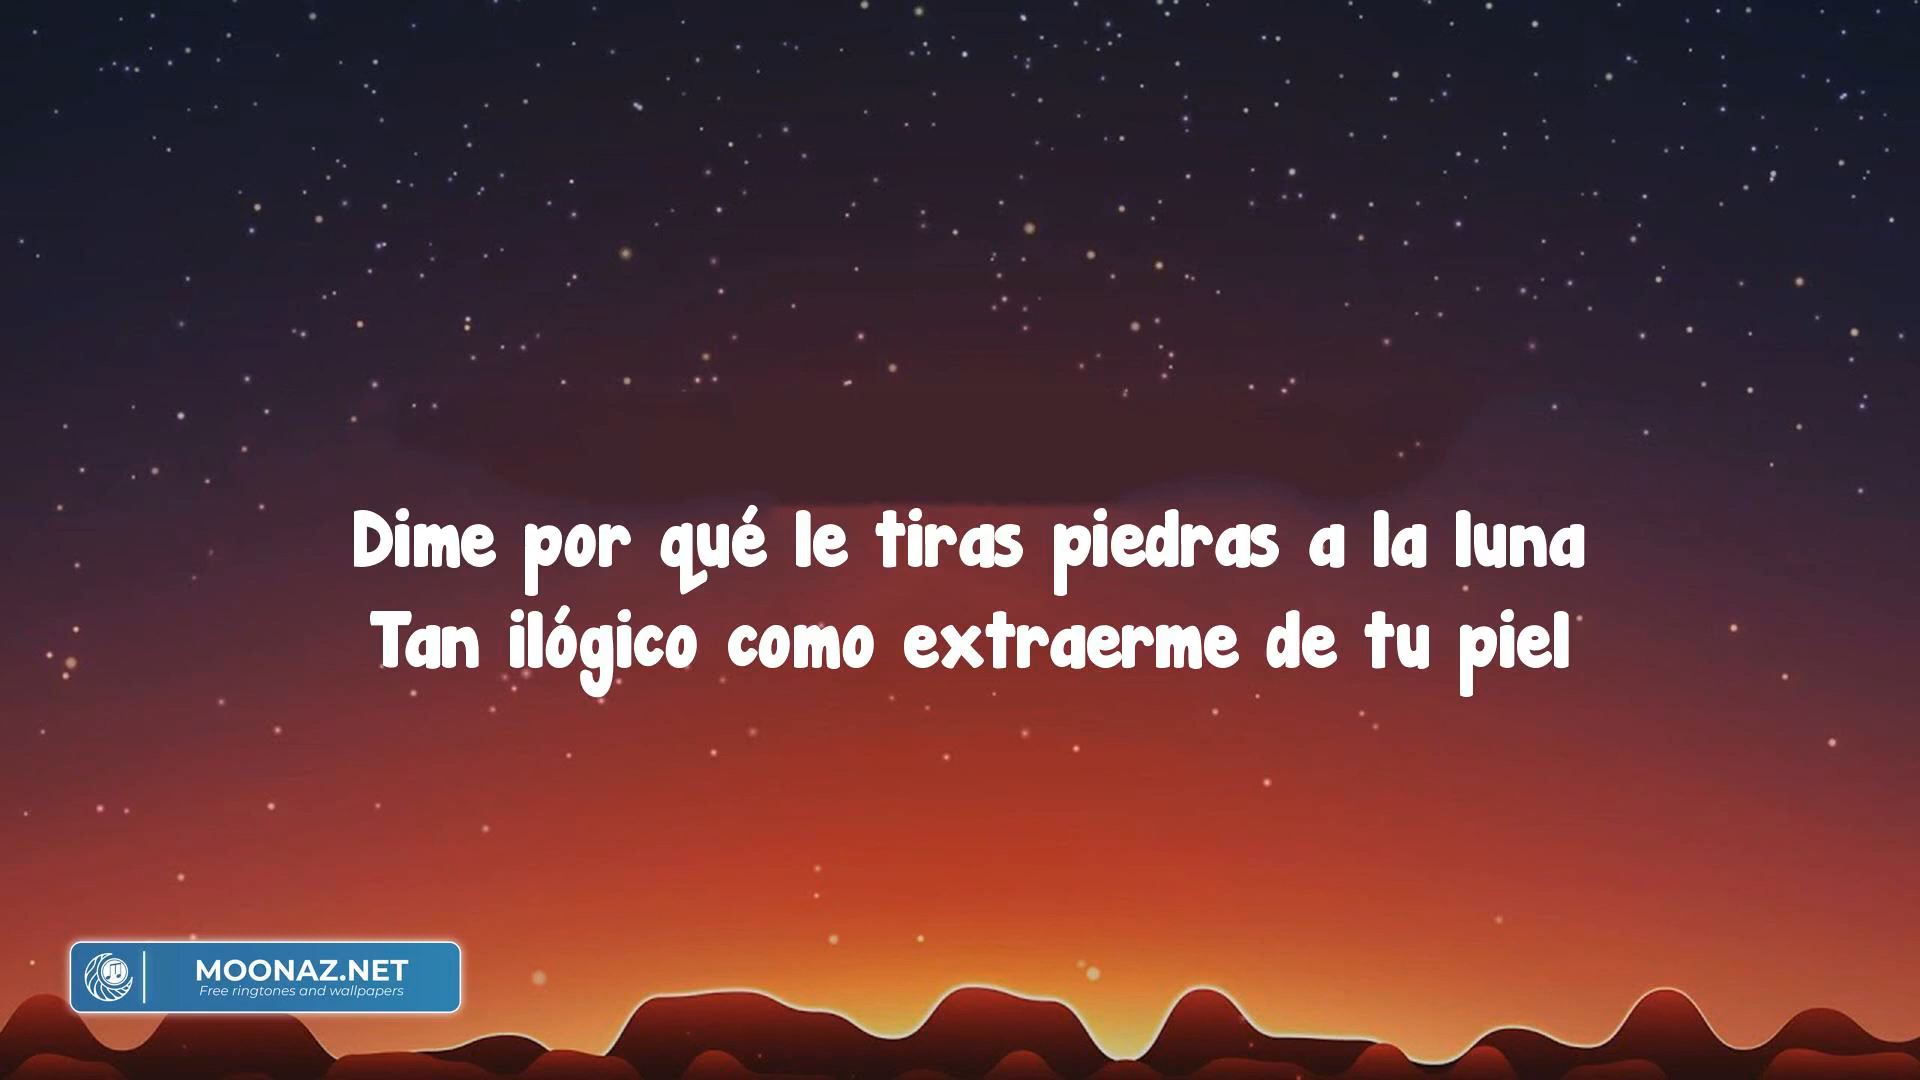 Dime por qué le tiras piedras a la luna
Tan ilógico como extraerme de tu piel
MOONAZ.NET
Free ringtones and wallpapers